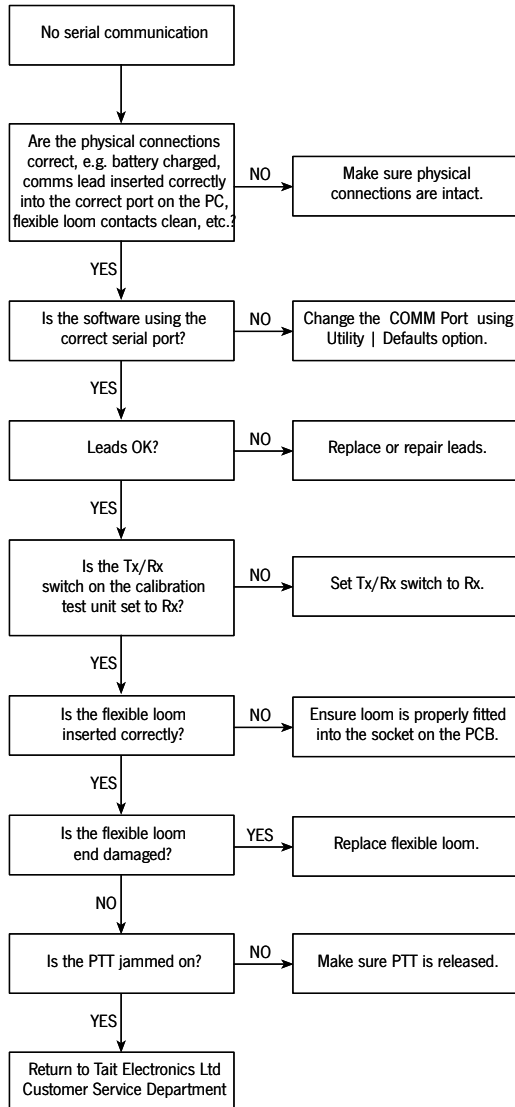 No serial communication
Are the physical connections
correct, e.g. battery charged,
comms lead inserted correctly
into the correct port on the PC,
flexible loom contacts clean, etc.?
NO
Make sure physical
connections are intact.
YES
Is the software using the
correct serial port?
NO
Change the COMM Port using
Utility | Defaults option.
YES
Leads OK?
NO
Replace or repair leads.
YES
Is the Tx/Rx
switch on the calibration
test unit set to Rx?
NO
Set Tx/Rx switch to Rx.
YES
Is the flexible loom
inserted correctly?
NO
Ensure loom is properly fitted
into the socket on the PCB.
YES
Is the flexible loom
end damaged?
YES
Replace flexible loom.
NO
Is the PTT jammed on?
NO
Make sure PTT is released.
YES
Return to Tait Electronics Ltd
Customer Service Department